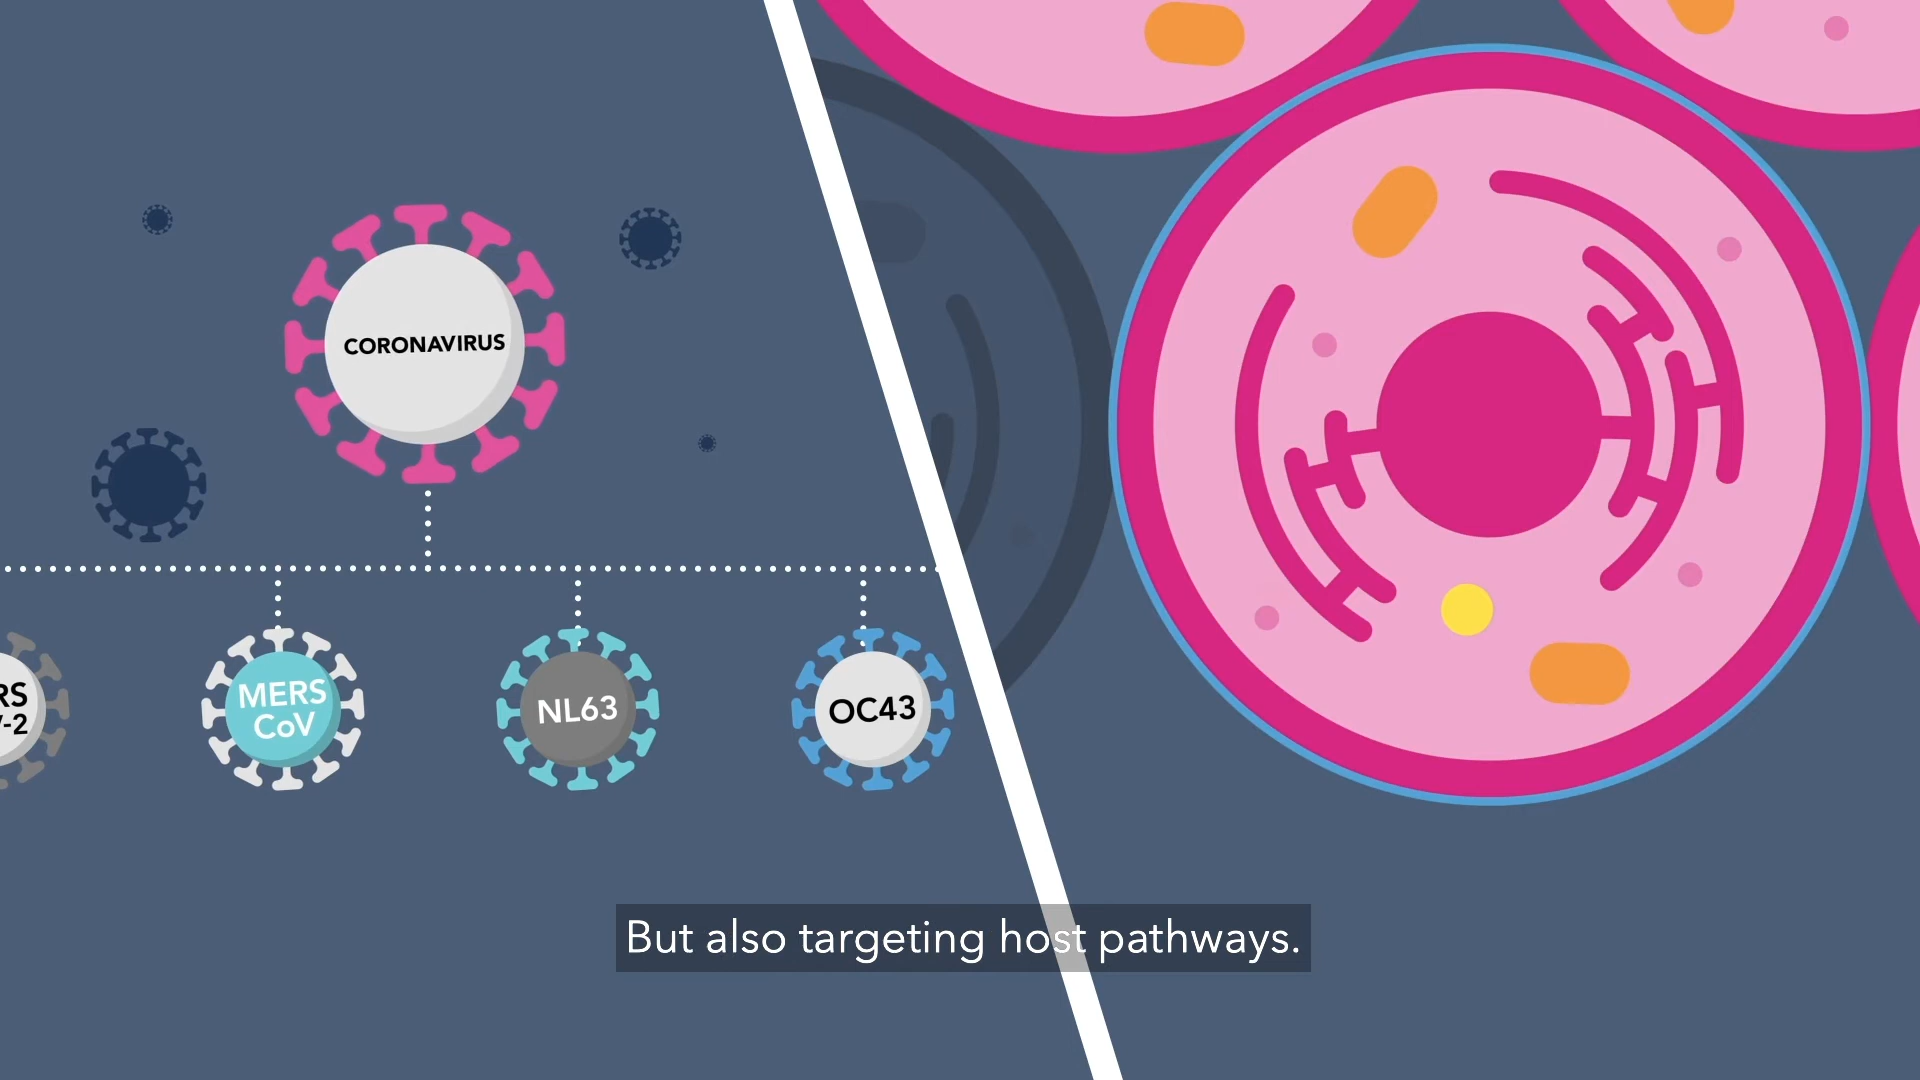 CORONAVIRUS
RS
-2
MERS
CoV
NL63
OC43
But also targeting host pathways.